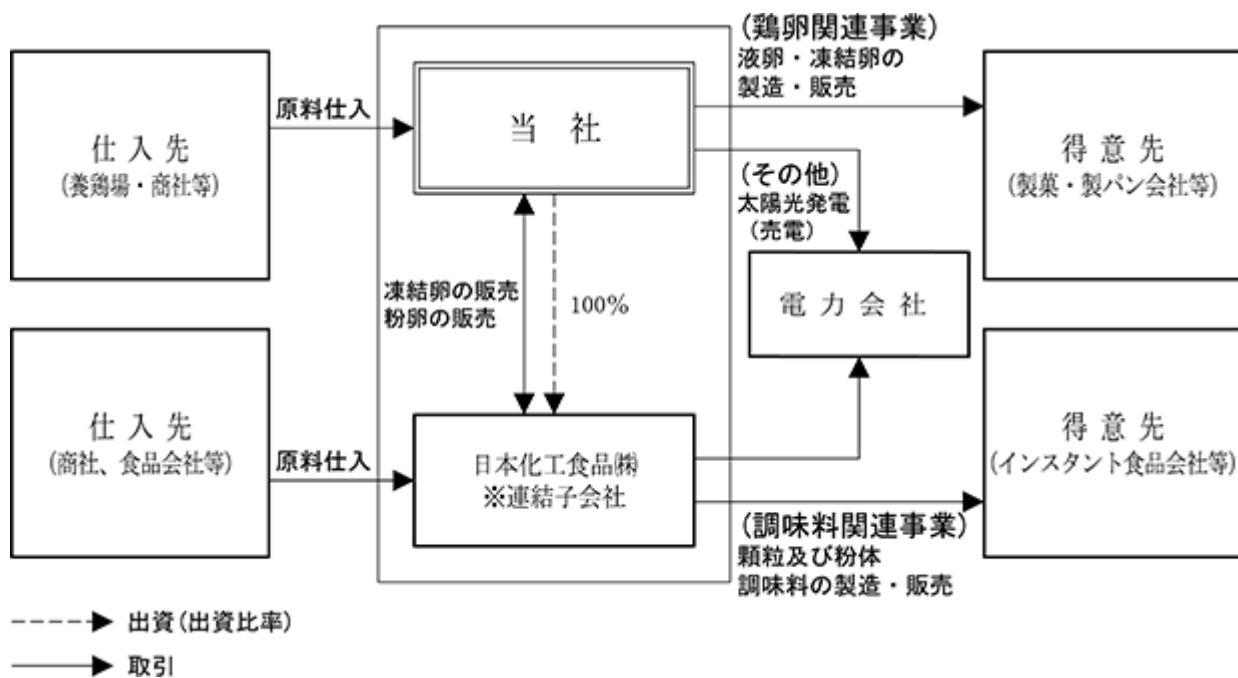 仕入先
(養鶏場・商社等)
原料仕入
当社
(鶏卵関連事業)
液卵・凍結卵の
製造・販売
得意先
(製菓・製パン会社等)
(その他)
太陽光発電
(売電)
電力会社
凍結卵の販売
粉卵の販売
100%
仕入先
(商社、食品会社等)
原料仕入
日本化工食品㈱
※連結子会社
得意先
(インスタント食品会社等)
(調味料関連事業)
顆粒及び粉体
調味料の製造・販売
出資(出資比率)
取引